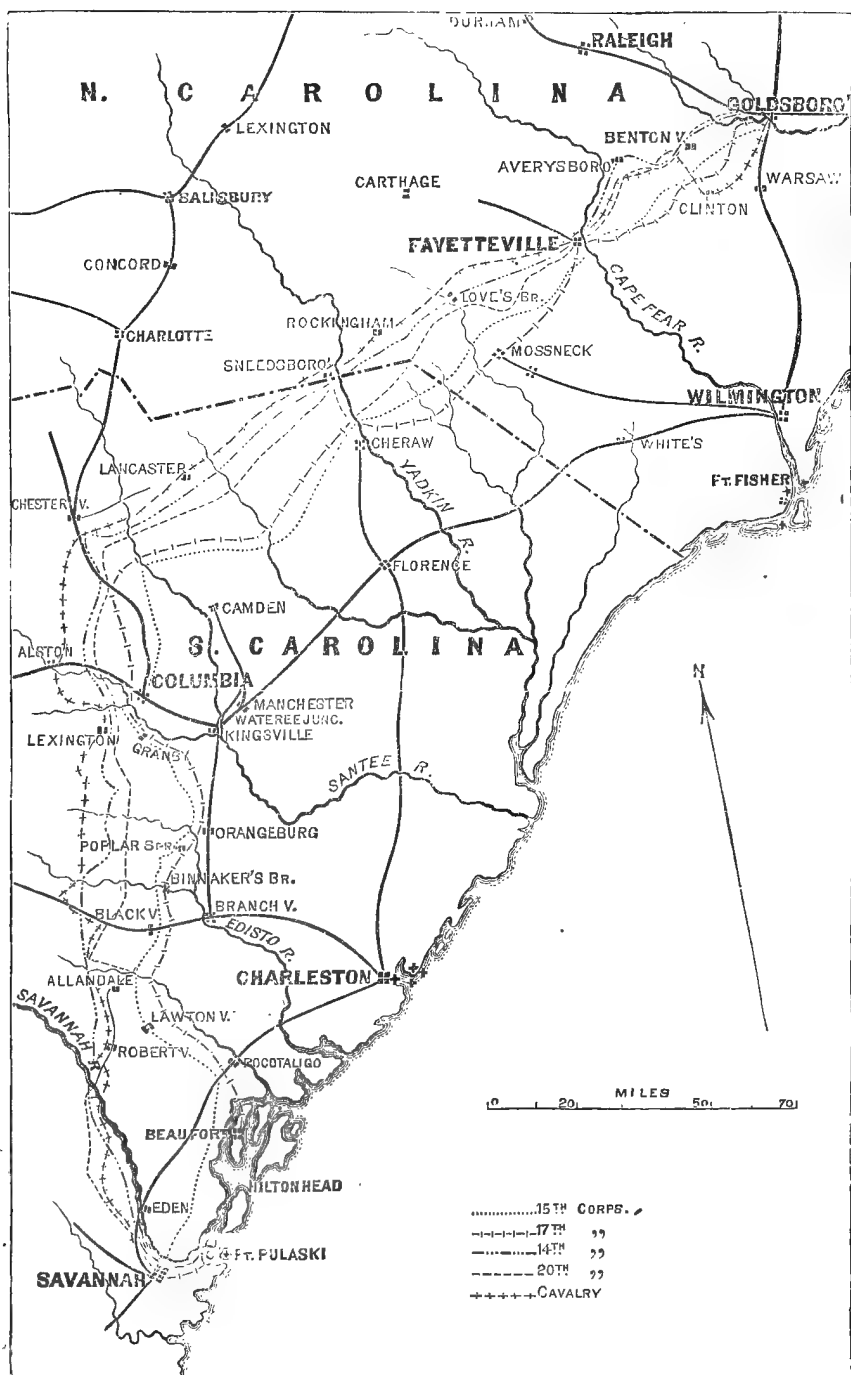 DURHAM
RALEIGH
N. CAROLINA
GOLDSBORO'
LEXINGTON
BENTON V.
AVERYSBORO
CARTHAGE
WARSAW
SALISBURY
CLINTON
FAYETTEVILLE
CONCORD
CAPE FEAR R.
LOVE'S BR.
ROCKINGHAM
CHARLOTTE
MOSSNECK
SNEEDSBORO'
WILMINGTON
CHERAW
WHITE'S
LANCASTER
YADKIN R.
FT. FISHER
CHESTER V.
FLORENCE
CAMDEN
S. CAROLINA
ALSTON
N
COLUMBIA
MANCHESTER
WATEREE JUNC.
KINGSVILLE
LEXINGTON
GRANBY
SANTEE R.
ORANGEBURG
POPLAR SPR.
BINNAKER'S BR.
BLACK V.
BRANCH V.
EDISTO R.
CHARLESTON
ALLANDALE
SAVANNAH R.
LAWTON V.
ROBERT V.
POCOTALIGO
MILES
0 20 50 70
BEAUFORT
HILTON HEAD
EDEN
15TH CORPS.
17TH ,,
FT. PULASKI
14TH ,,
SAVANNAH
20TH ,,
CAVALRY